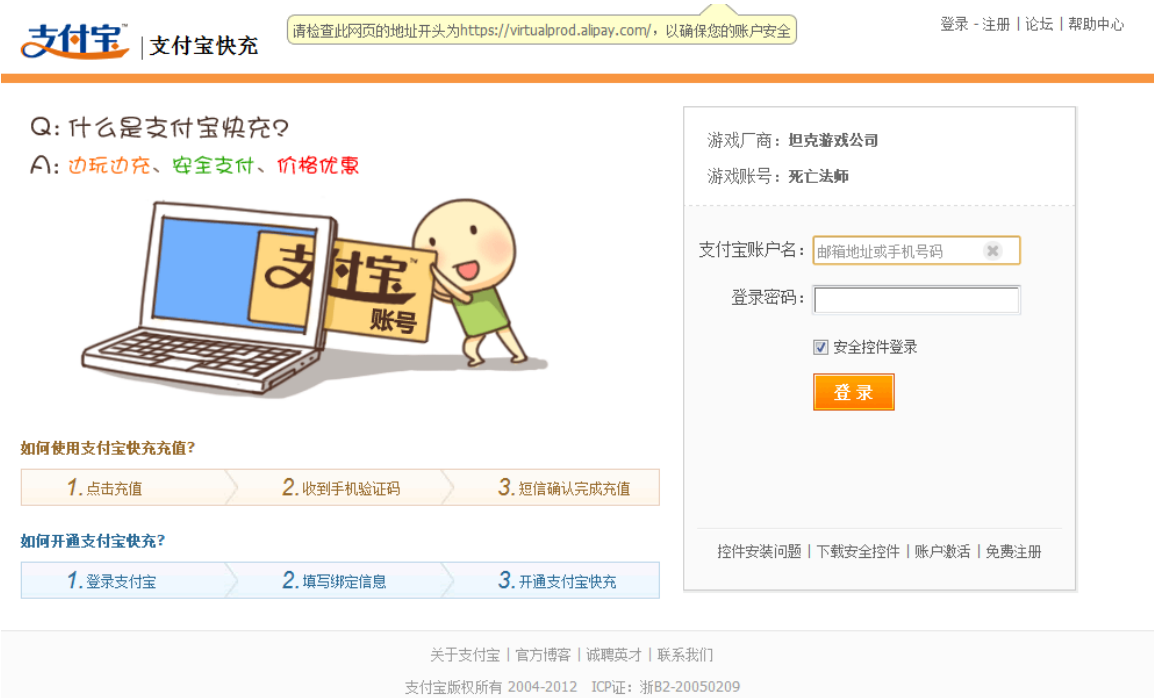 支付宝™ | 支付宝快充
请检查此网页的地址开头为https://virtualprod.alipay.com/，以确保您的账户安全
登录 - 注册 | 论坛 | 帮助中心
Q: 什么是支付宝快充?
A: 边玩边充、安全支付、价格优惠
支付宝™
账号
游戏厂商：坦克游戏公司
游戏账号：死亡法师
支付宝账户名：邮箱地址或手机号码
登录密码：
安全控件登录
登 录
控件安装问题 | 下载安全控件 | 账户激活 | 免费注册
如何使用支付宝快充充值?
1.点击充值 2.收到手机验证码 3.短信确认完成充值
如何开通支付宝快充?
1.登录支付宝 2.填写绑定信息 3.开通支付宝快充
关于支付宝 | 官方博客 | 诚聘英才 | 联系我们
支付宝版权所有 2004-2012 ICP证：浙B2-20050209